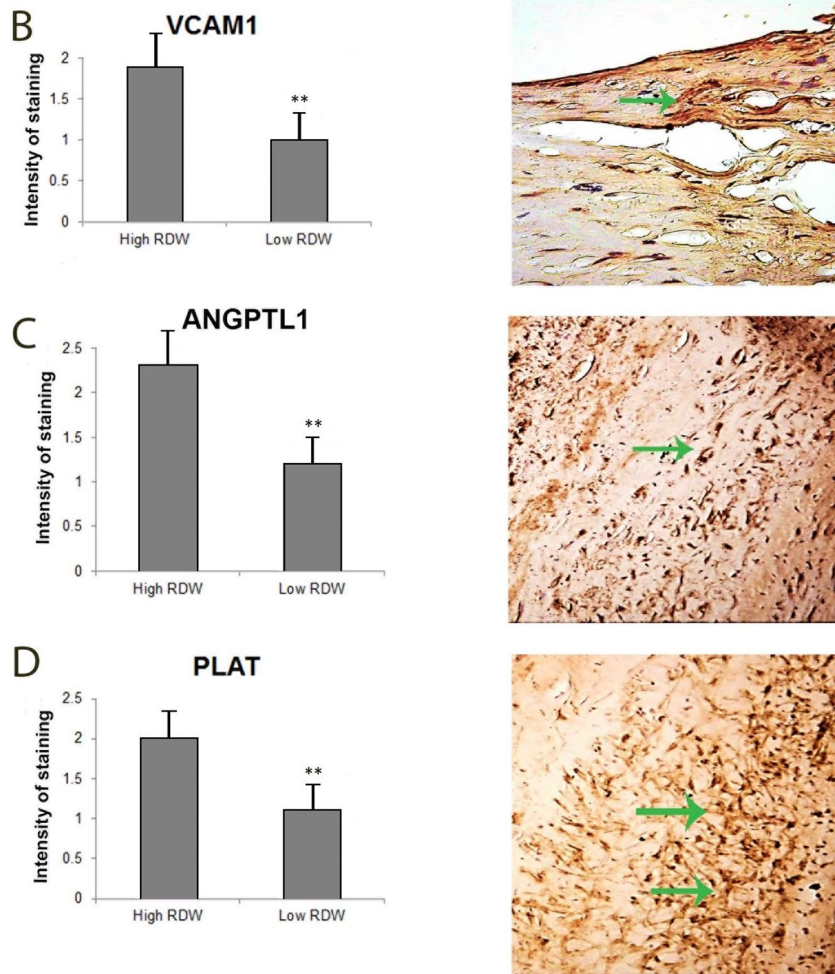 B
VCAM1
Intensity of staining
2
1.5
1
0.5
0
**
High RDW
Low RDW
C
ANGPTL1
Intensity of staining
2.5
2
1.5
1
0.5
0
**
High RDW
Low RDW
D
PLAT
Intensity of staining
2.5
2
1.5
1
0.5
0
**
High RDW
Low RDW